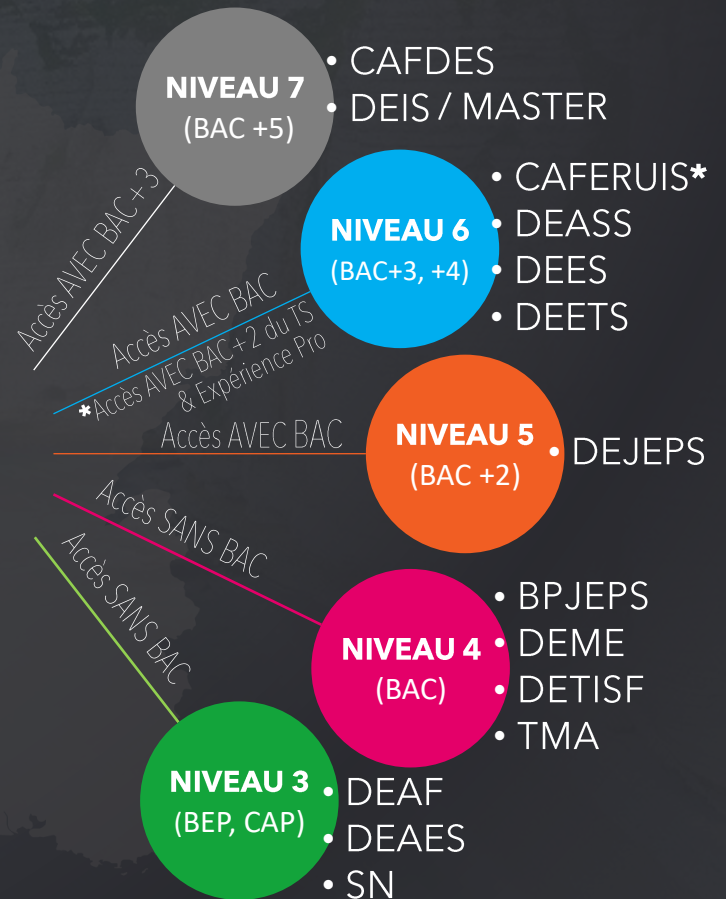 NIVEAU 7
(BAC +5)
• CAFDES
• DEIS / MASTER
Accès AVEC BAC + 3
NIVEAU 6
(BAC+3, +4)
• CAFERUIS*
• DEASS
• DEES
• DEETS
Accès AVEC BAC
*Accès AVEC BAC+2 du TS
& Expérience Pro
Accès AVEC BAC
NIVEAU 5
(BAC +2)
• DEJEPS
Accès SANS BAC
NIVEAU 4
(BAC)
• BPJEPS
• DEME
• DETISF
• TMA
Accès SANS BAC
NIVEAU 3
(BEP, CAP)
• DEAF
• DEAES
• SN